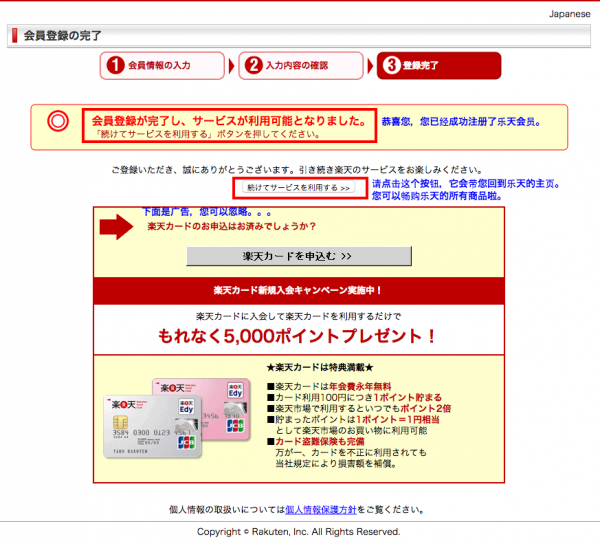 Japanese
会員登録の完了
1 会員情報の入力
2 入力内容の確認
3 登録完了
会員登録が完了し、サービスが利用可能となりました。
恭喜您，您已经成功注册了乐天会员。
「続けてサービスを利用する」ボタンを押してください。
ご登録いただき、誠にありがとうございます。引き続き楽天のサービスをお楽しみください。
続けてサービスを利用する >>
请点击这个按钮，它会带您回到乐天的主页。
您可以畅购乐天的所有商品啦。
下面是广告，您可以忽略。。。
楽天カードのお申込はお済みでしょうか？
楽天カードを申込む >>
楽天カード新規入会キャンペーン実施中！
楽天カードに入会して楽天カードを利用するだけで
もれなく5,000ポイントプレゼント！
★楽天カードは特典満載★
■楽天カードは年会費永年無料
■カード利用100円につき1ポイント貯まる
■楽天市場で利用するといつでもポイント2倍
■貯まったポイントは1ポイント＝1円相当
として楽天市場のお買い物に利用可能
■カード盗難保険も完備
万が一、カードを不正に利用されても
当社規定により損害額を補償。
楽天
Edy
楽天
Edy
3456
3584 0300 0123 4567
JCB
JCB
TARO RAKUTEN
個人情報の取扱いについては個人情報保護方針をご覧ください。
Copyright © Rakuten, Inc. All Rights Reserved.